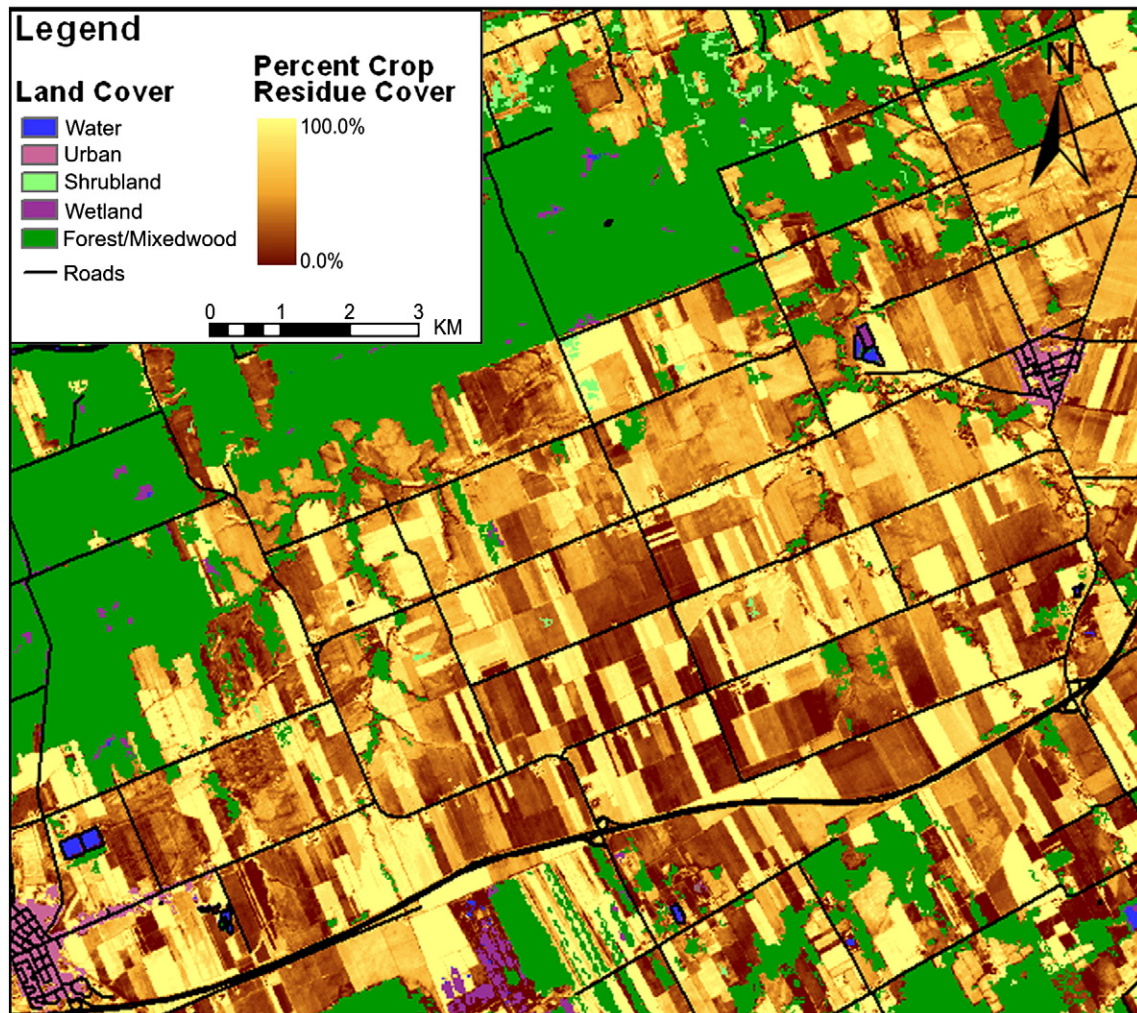 Legend
Land Cover
Water
Urban
Shrubland
Wetland
Forest/Mixedwood
Roads
Percent Crop
Residue Cover
100.0%
0.0%
0 1 2 3
KM
N